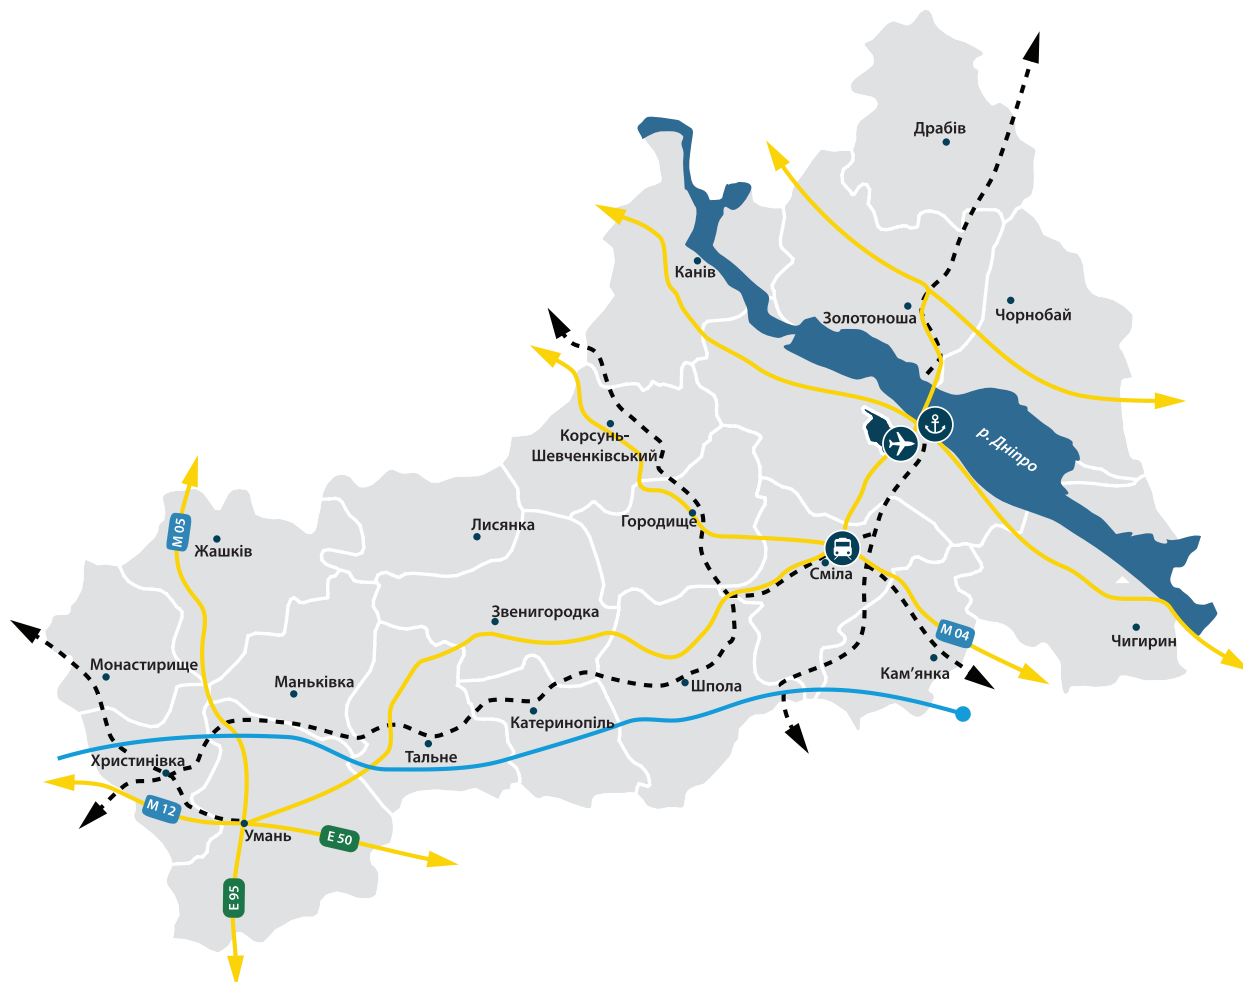 Драбів
Канів
Золотоноша
Чорнобай
Корсунь-
Шевченківський
р. Дніпро
Городище
Лисянка
М 05
Жашків
Сміла
Звенигородка
М 04
Чигирин
Монастирище
Маньківка
Шпола
Кам’янка
Катеринопіль
Тальне
Христинівка
М 12
Умань
Е 50
Е 95